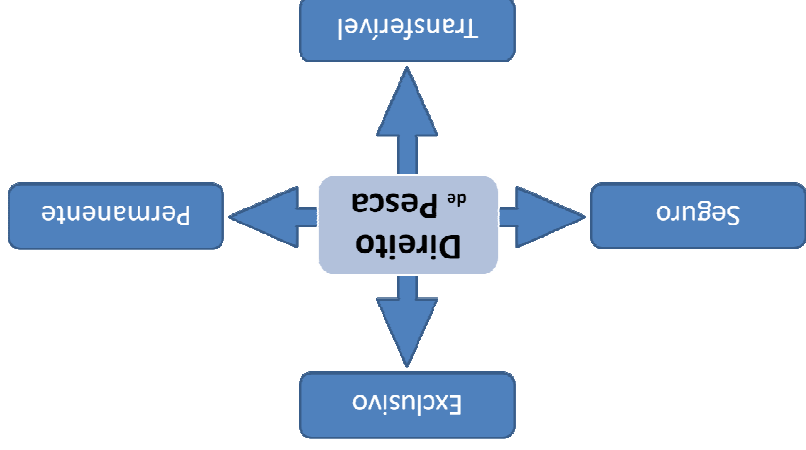 Exclusivo
Seguro
Direito
de Pesca
Permanente
Transferível